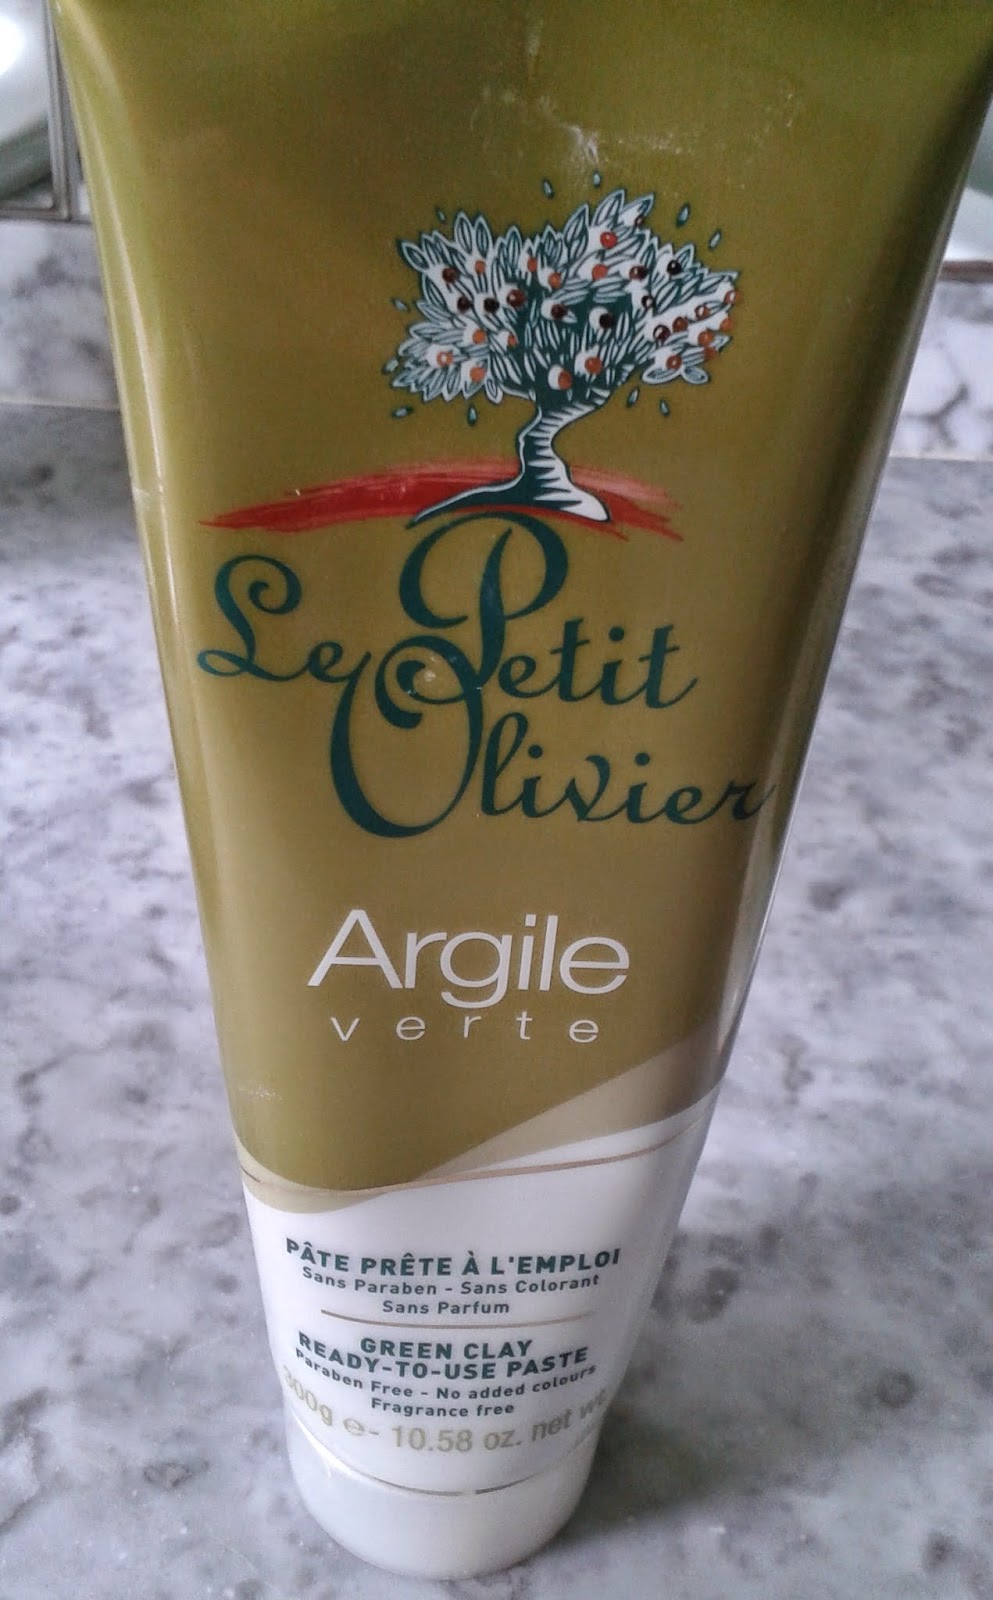 Le Petit
Olivier
Argile
verte
PÂTE PRÊTE À L'EMPLOI
Sans Paraben - Sans Colorant
Sans Parfum
GREEN CLAY
READY-TO-USE PASTE
Paraben Free - No added colours
Fragrance free
300g e - 10.58 oz. net wt.